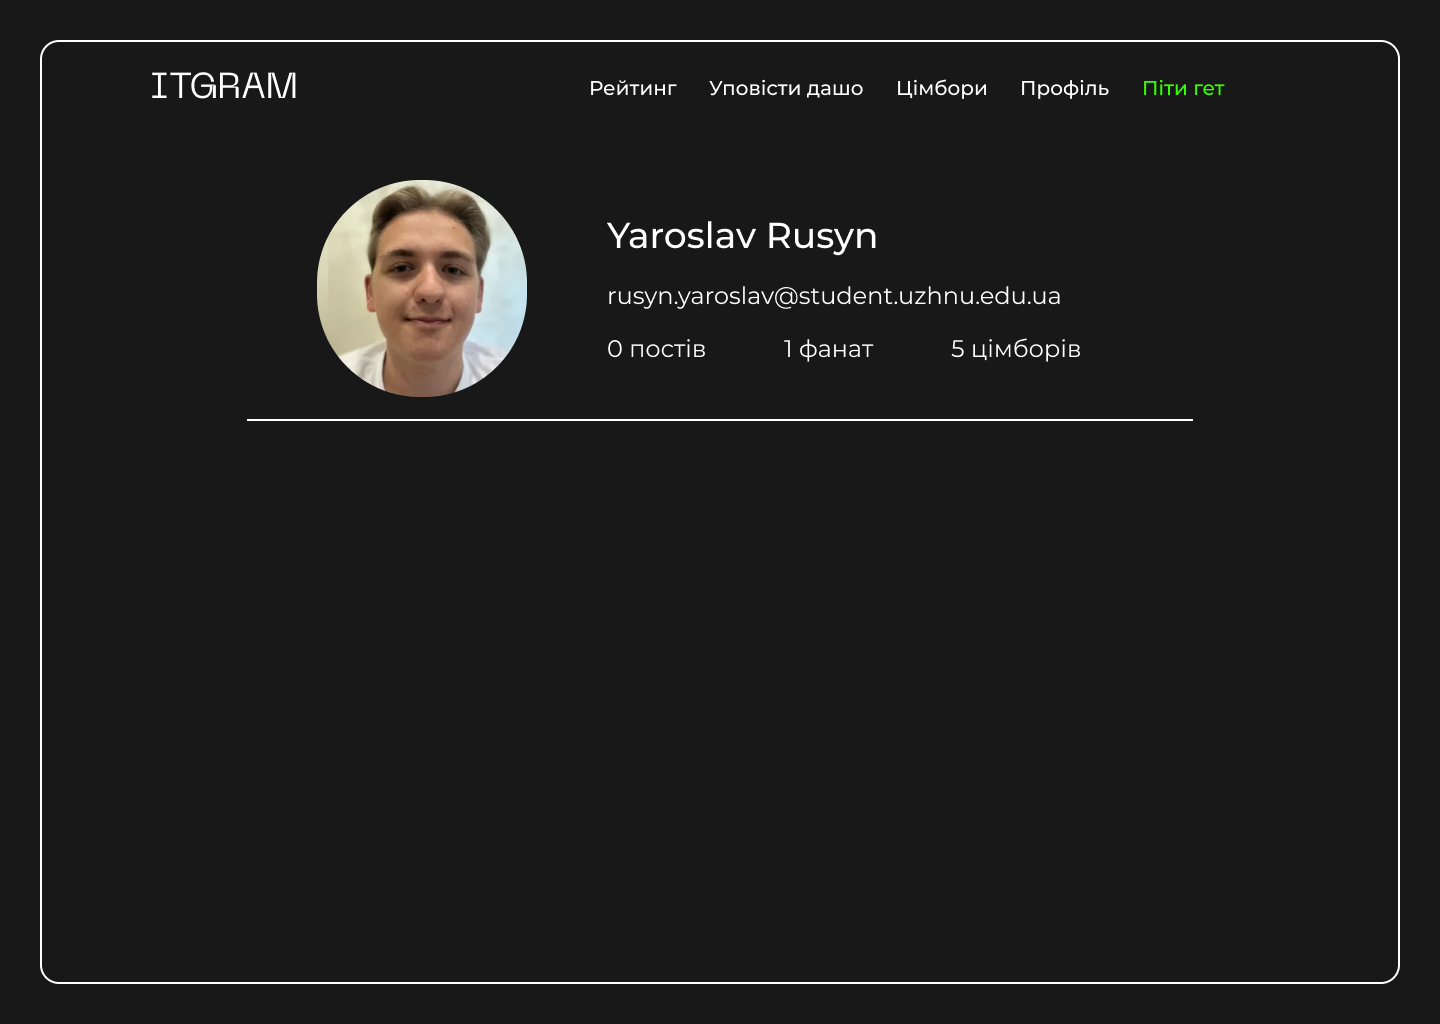 ITGRAM Рейтинг Уповісти дашо Цімбори Профіль Піти гет
Yaroslav Rusyn
rusyn.yaroslav@student.uzhnu.edu.ua
0 постів 1 фанат 5 цімборів